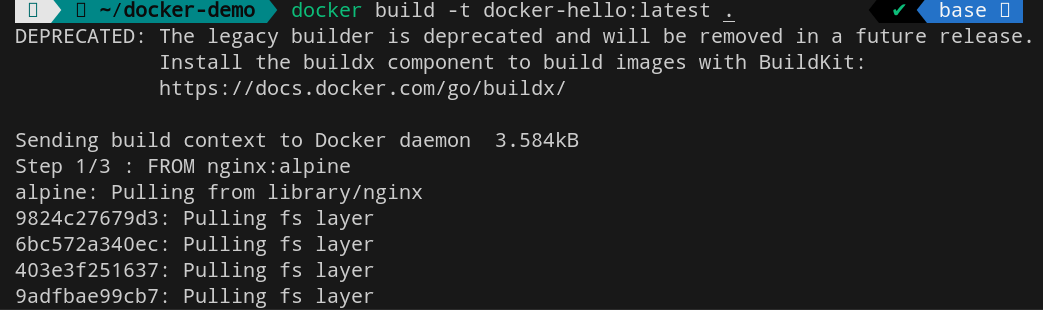 ~/docker-demo docker build -t docker-hello:latest . ✔ base
DEPRECATED: The legacy builder is deprecated and will be removed in a future release.
Install the buildx component to build images with BuildKit:
https://docs.docker.com/go/buildx/
Sending build context to Docker daemon  3.584kB
Step 1/3 : FROM nginx:alpine
alpine: Pulling from library/nginx
9824c27679d3: Pulling fs layer
6bc572a340ec: Pulling fs layer
403e3f251637: Pulling fs layer
9adfbae99cb7: Pulling fs layer